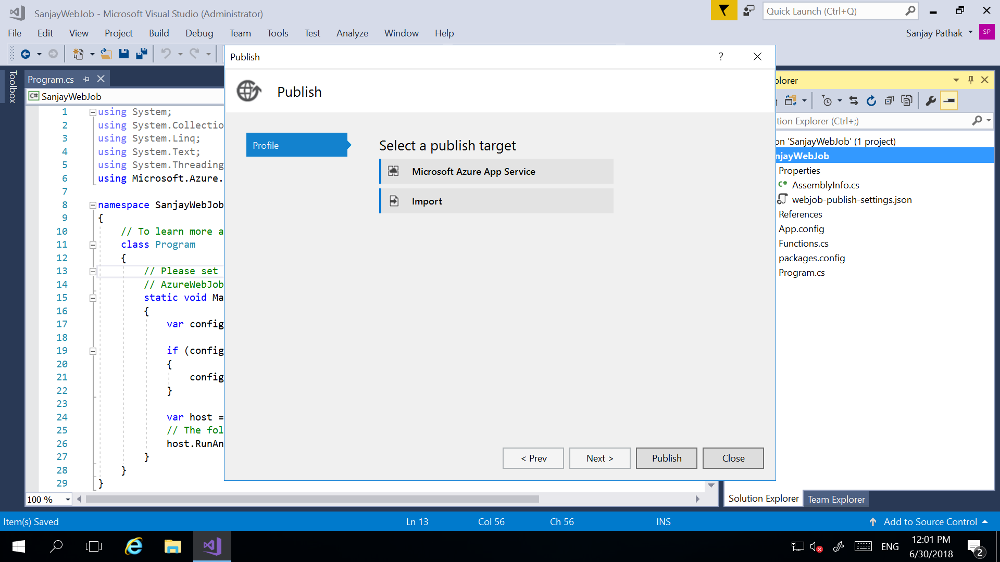 SanjayWebJob - Microsoft Visual Studio (Administrator)
Quick Launch (Ctrl+Q)
File Edit View Project Build Debug Team Tools Test Analyze Window Help
Sanjay Pathak SP
Publish ?
Toolbox
Program.cs
SanjayWebJob
Publish
Profile
Select a publish target
Microsoft Azure App Service
Import
< Prev Next > Publish Close
1 using System;
2 using System.Collectio
3 using System.Linq;
4 using System.Text;
5 using System.Threading
6 using Microsoft.Azure.
7
8 namespace SanjayWebJob
9 {
10 // To learn more a
11 class Program
12 {
13 // Please set
14 // AzureWebJob
15 static void Ma
16 {
17 var config
18
19 if (config
20 {
21 config
22 }
23
24 var host =
25 // The fol
26 host.RunAn
27 }
28 }
29 }
100 %
plorer
tion Explorer (Ctrl+;)
on 'SanjayWebJob' (1 project)
njayWebJob
Properties
C# AssemblyInfo.cs
webjob-publish-settings.json
References
App.config
Functions.cs
packages.config
Program.cs
Solution Explorer Team Explorer
Item(s) Saved Ln 13 Col 56 Ch 56 INS Add to Source Control
ENG
12:01 PM
6/30/2018
2